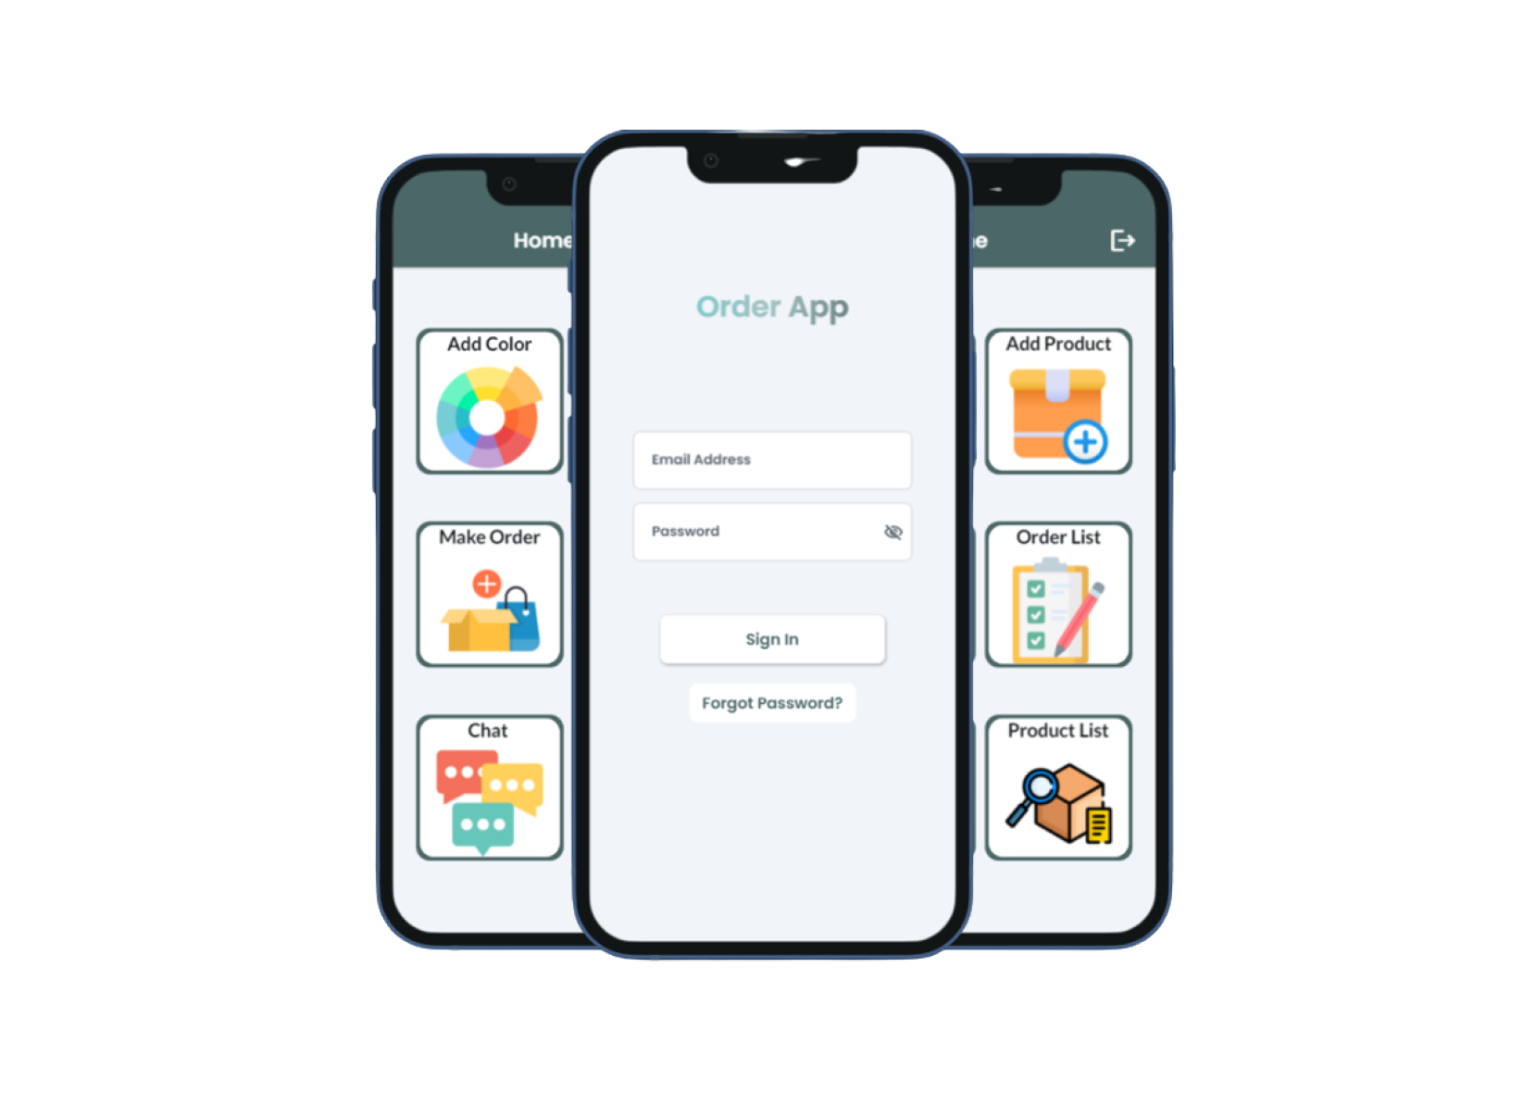 Home
Add Color
Make Order
Chat
Order App
Email Address
Password
Sign In
Forgot Password?
Add Product
Order List
Product List